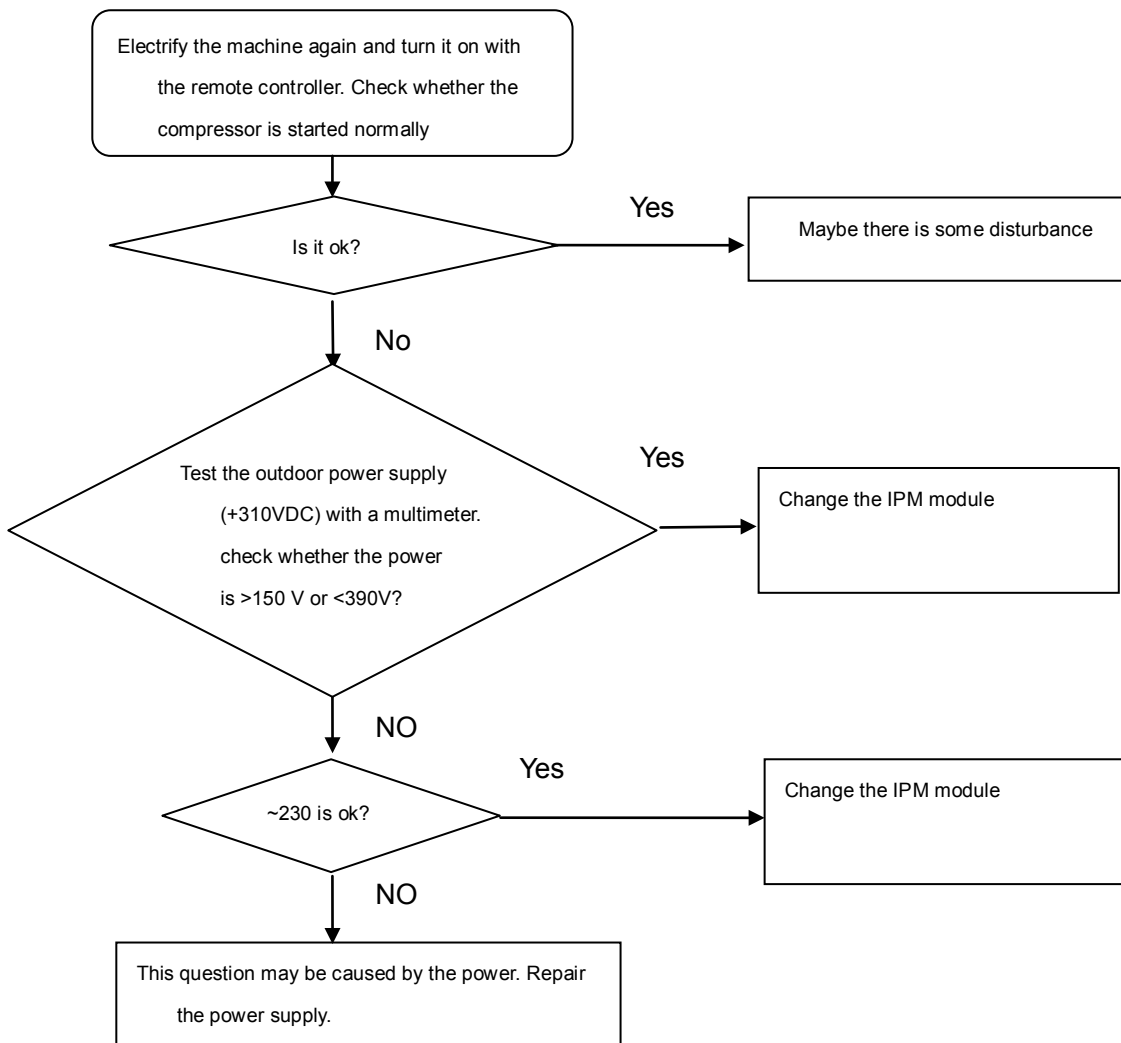 Electrify the machine again and turn it on with
the remote controller. Check whether the
compressor is started normally
Yes
Maybe there is some disturbance
Is it ok?
No
Yes
Test the outdoor power supply
(+310VDC) with a multimeter.
check whether the power
is >150 V or <390V?
Change the IPM module
NO
Yes
~230 is ok?
Change the IPM module
NO
This question may be caused by the power. Repair
the power supply.